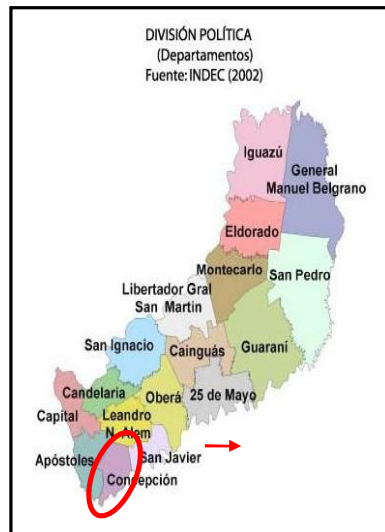 DIVISIÓN POLÍTICA
(Departamentos)
Fuente: INDEC (2002)
Iguazú
General
Manuel Belgrano
Eldorado
Montecarlo
San Pedro
Libertador Gral
San Martin
San Ignacio
Cainguás
Guaraní
Candelaria
Oberá
25 de Mayo
Capital
Leandro
N. Alem
Apóstoles
San Javier
Concepción